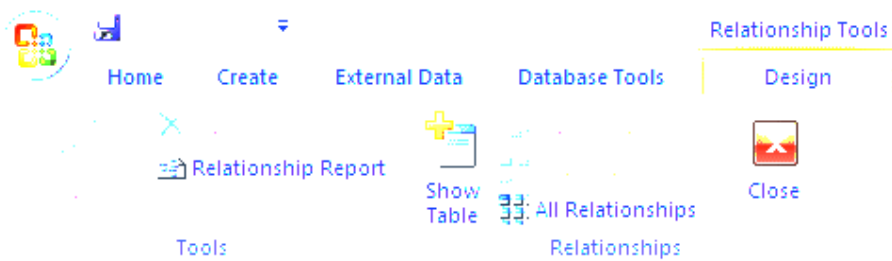 Relationship Tools
Home Create External Data Database Tools Design
Relationship Report
Show
Table
All Relationships
Close
Tools Relationships